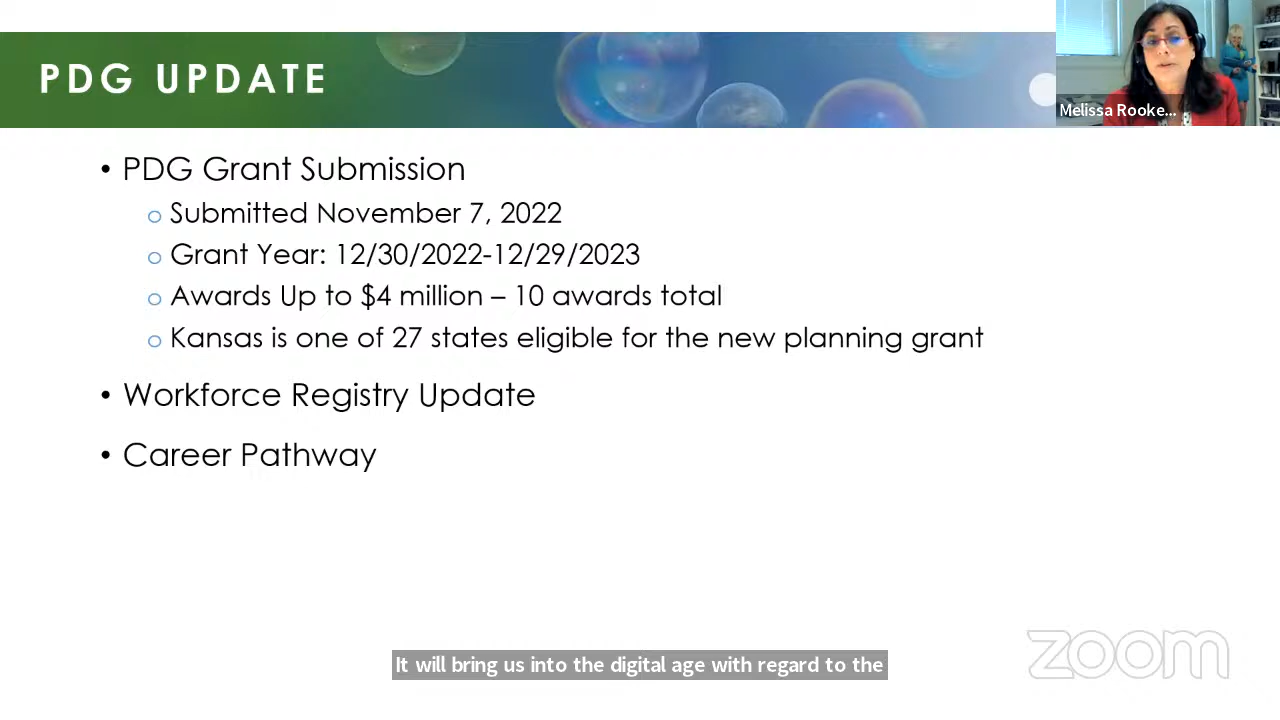 PDG UPDATE
Melissa Rooke...
• PDG Grant Submission
o Submitted November 7, 2022
o Grant Year: 12/30/2022-12/29/2023
o Awards Up to $4 million – 10 awards total
o Kansas is one of 27 states eligible for the new planning grant
• Workforce Registry Update
• Career Pathway
zoom
It will bring us into the digital age with regard to the